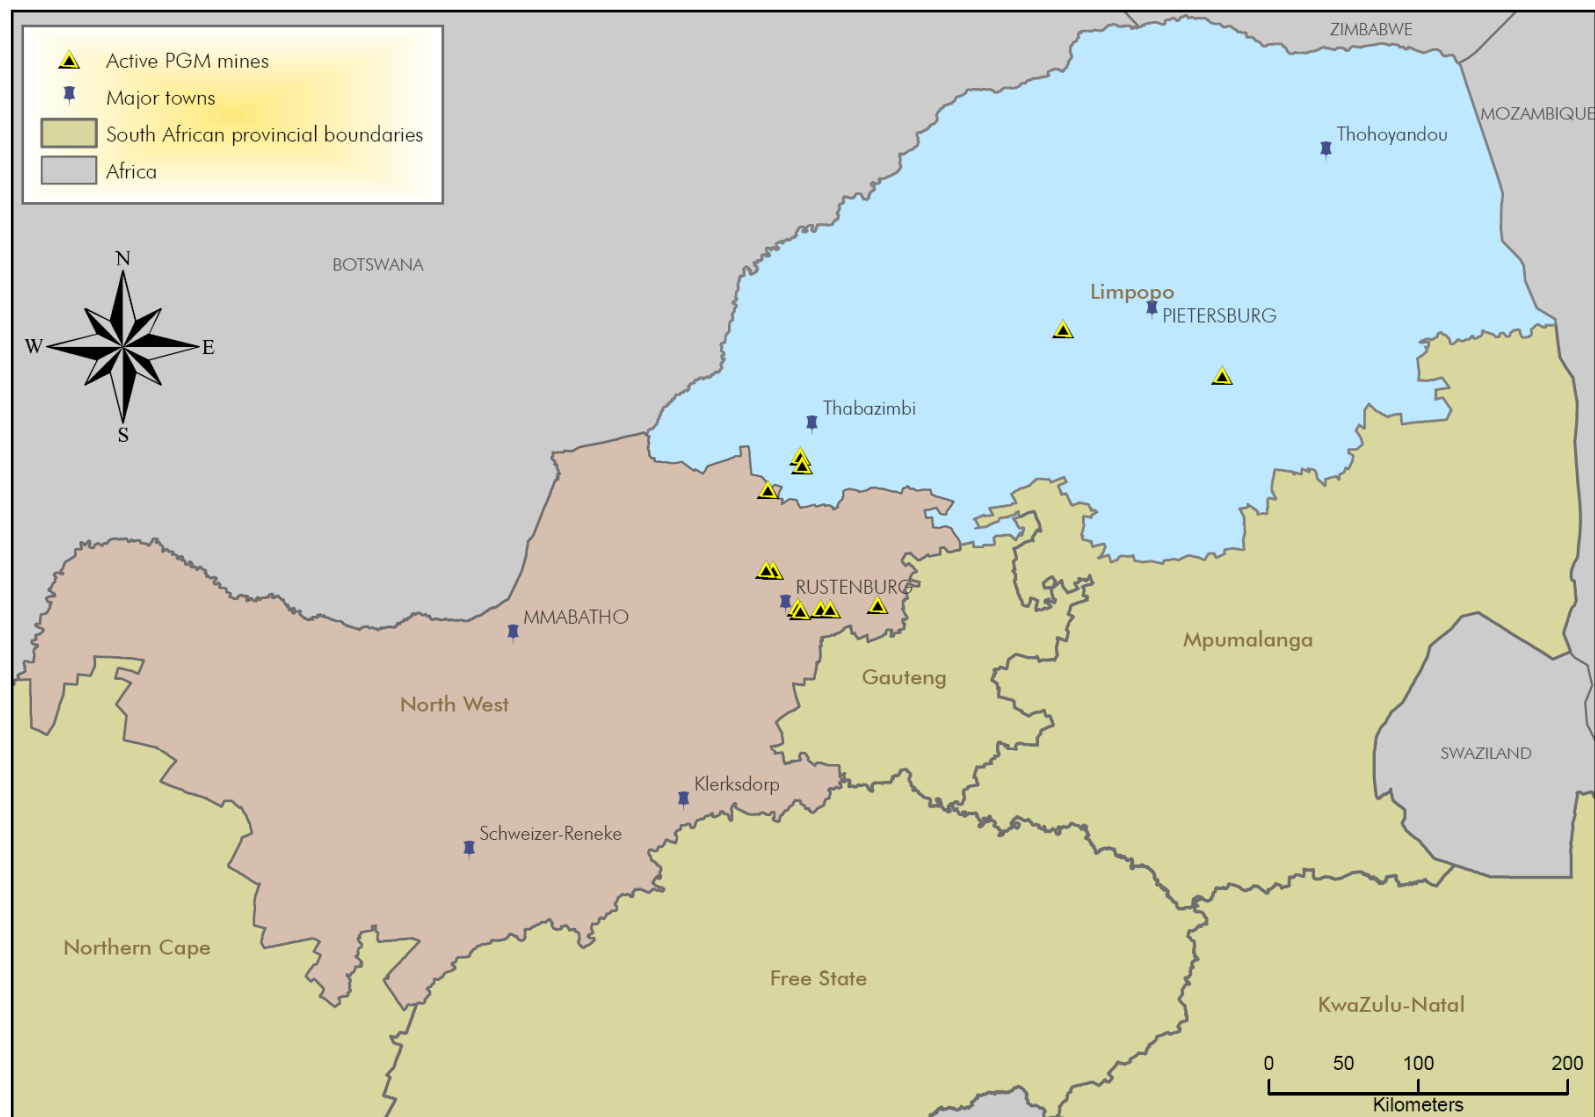 Active PGM mines
Major towns
South African provincial boundaries
Africa
ZIMBABWE
MOZAMBIQUE
Thohoyandou
N
BOTSWANA
Limpopo
PIETERSBURG
W
E
Thabazimbi
S
RUSTENBURG
MMABATHO
Mpumalanga
Gauteng
North West
SWAZILAND
Klerksdorp
Schweizer-Reneke
Northern Cape
Free State
KwaZulu-Natal
0 50 100 200
Kilometers